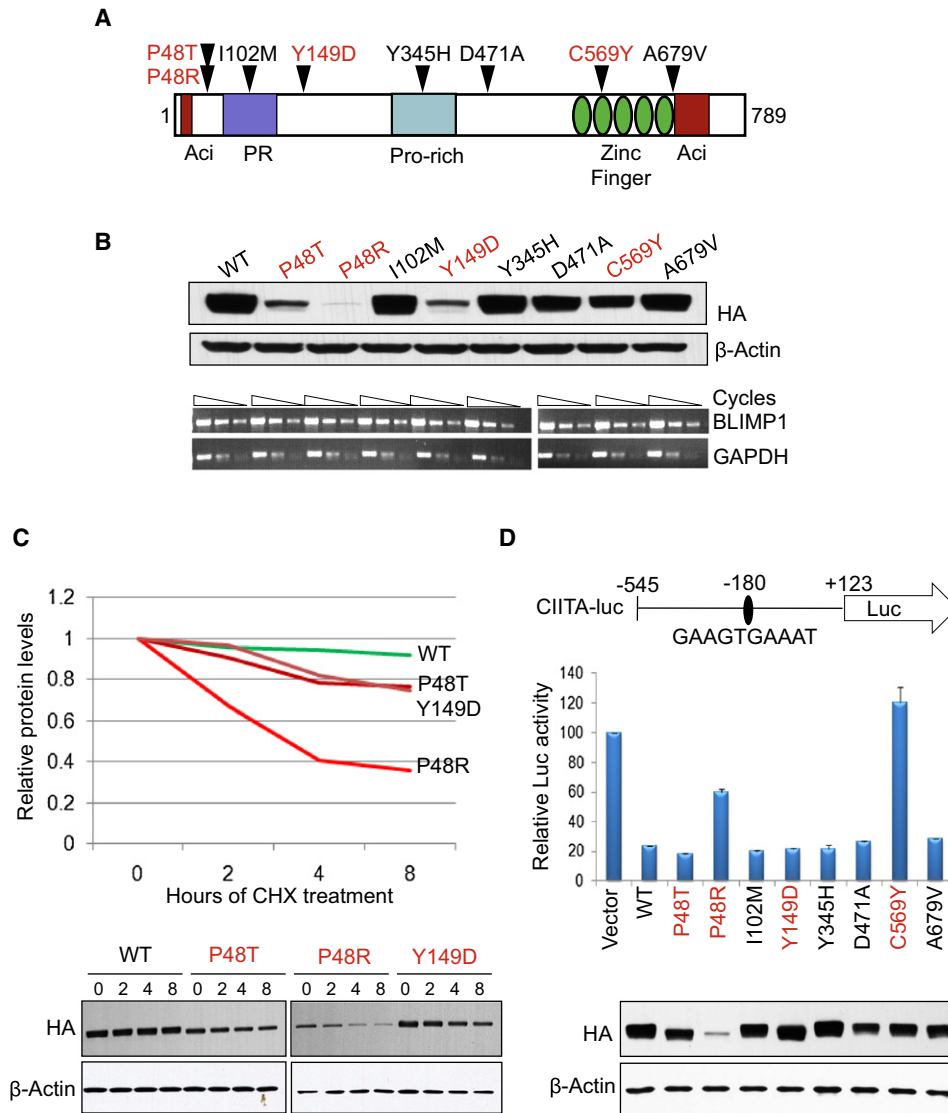 A
P48T I102M Y149D Y345H D471A C569Y A679V
P48R
1 789
Aci PR Pro-rich Zinc Finger Aci
B
WT P48T P48R I102M Y149D Y345H D471A C569Y A679V
HA
β-Actin
Cycles
BLIMP1
GAPDH
C
Relative protein levels
1.2
1
0.8
0.6
0.4
0.2
0
WT
P48T
Y149D
P48R
0 2 4 8
Hours of CHX treatment
WT P48T P48R Y149D
0 2 4 8 0 2 4 8 0 2 4 8 0 2 4 8
HA
β-Actin
D
-545 -180 +123
CIITA-luc Luc
GAAGTGAAAT
Relative Luc activity
140
120
100
80
60
40
20
0
Vector WT P48T P48R I102M Y149D Y345H D471A C569Y A679V
HA
β-Actin